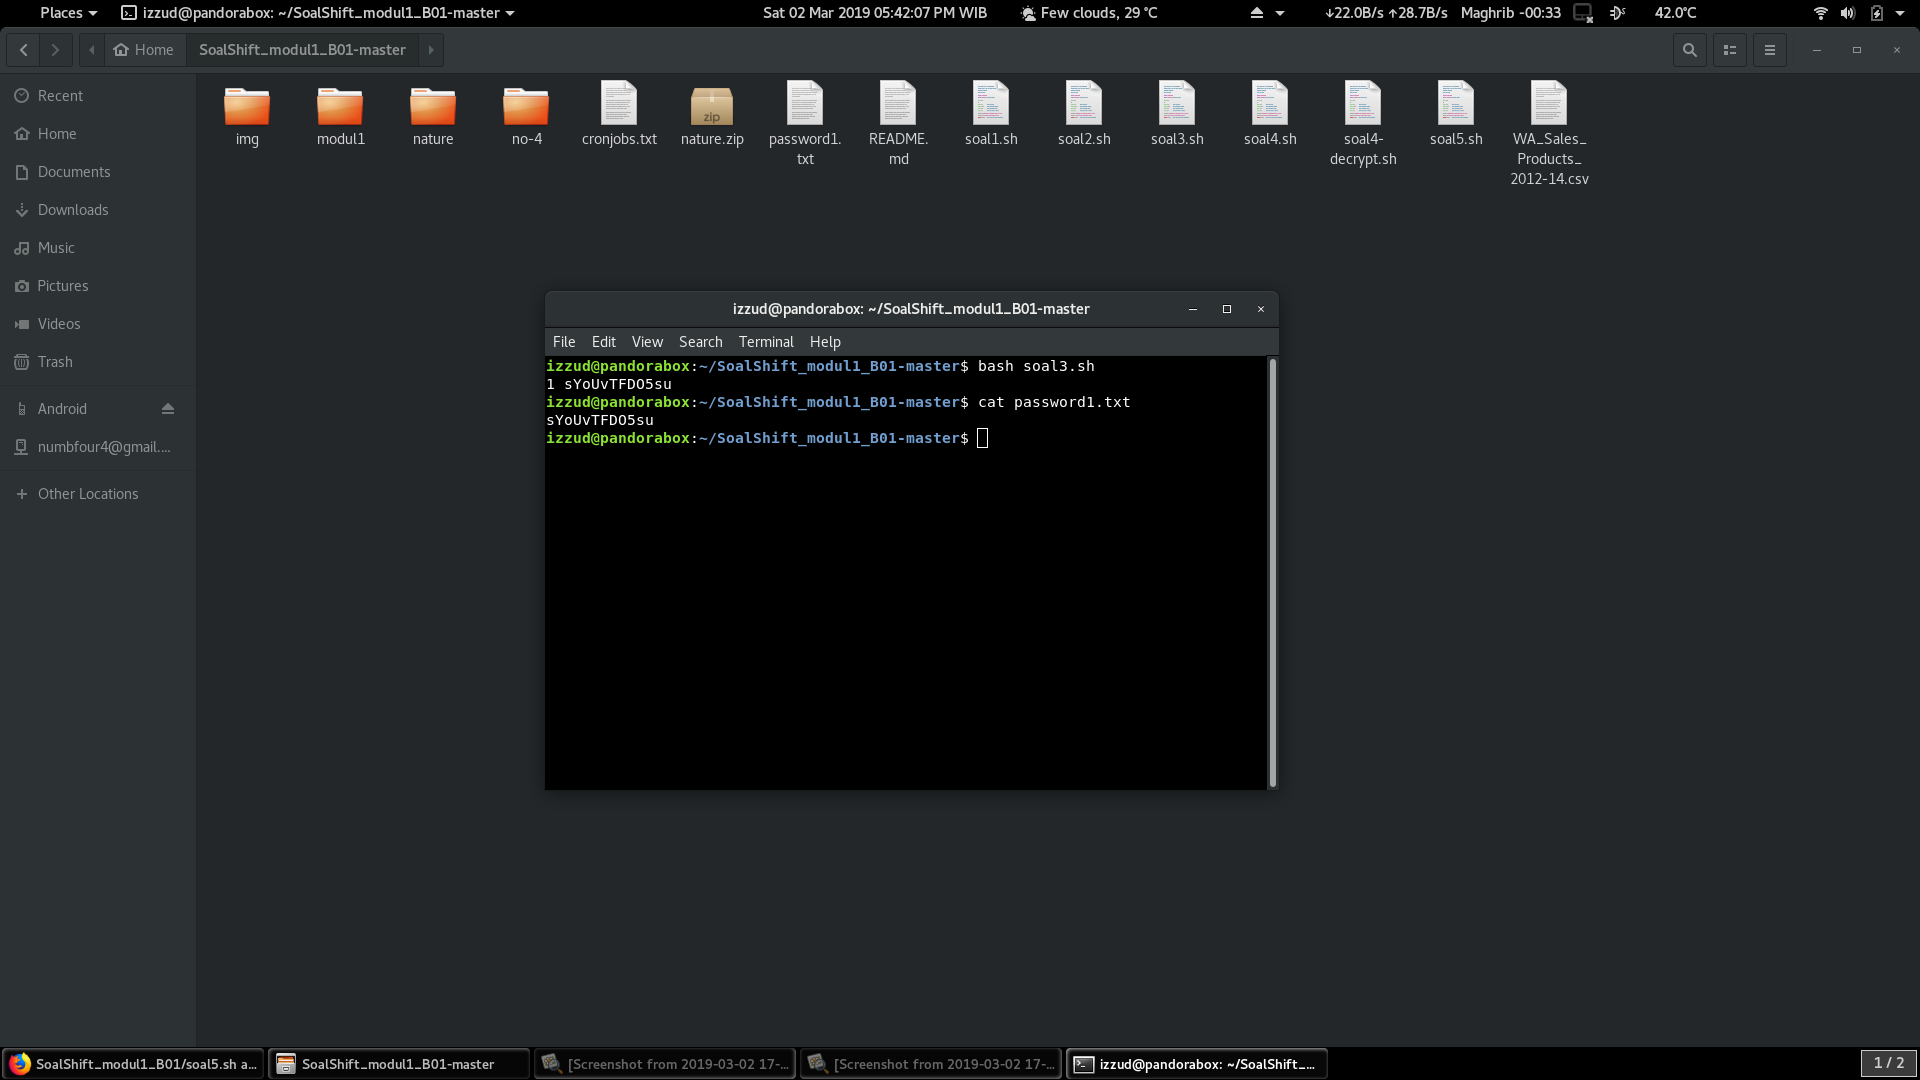 Places
izzud@pandorabox: ~/SoalShift_modul1_B01-master
Sat 02 Mar 2019 05:42:07 PM WIB
Few clouds, 29 °C
↓22.0B/s ↑28.7B/s
Maghrib -00:33
42.0°C
Home
SoalShift_modul1_B01-master
Recent
Home
Documents
Downloads
Music
Pictures
Videos
Trash
Android
numbfour4@gmail....
Other Locations
img
modul1
nature
no-4
cronjobs.txt
zip
nature.zip
password1.
txt
README.
md
soal1.sh
soal2.sh
soal3.sh
soal4.sh
soal4-
decrypt.sh
soal5.sh
WA_Sales_
Products_
2012-14.csv
izzud@pandorabox: ~/SoalShift_modul1_B01-master
File Edit View Search Terminal Help
izzud@pandorabox:~/SoalShift_modul1_B01-master$ bash soal3.sh
1 sYoUvTFDO5su
izzud@pandorabox:~/SoalShift_modul1_B01-master$ cat password1.txt
sYoUvTFDO5su
izzud@pandorabox:~/SoalShift_modul1_B01-master$
SoalShift_modul1_B01/soal5.sh a...
SoalShift_modul1_B01-master
[Screenshot from 2019-03-02 17-...
[Screenshot from 2019-03-02 17-...
izzud@pandorabox: ~/SoalShift_...
1 / 2